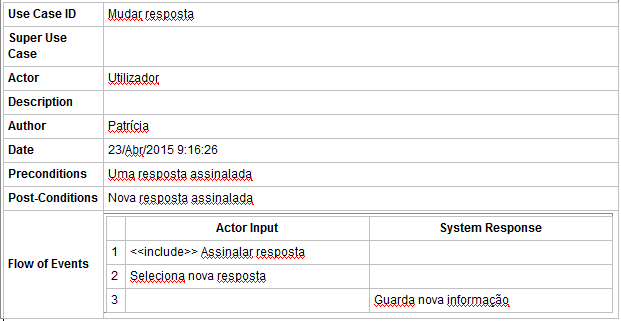 Use Case ID Mudar resposta
Super Use
Case
Actor Utilizador
Description
Author Patrícia
Date 23/Abr/2015 9:16:26
Preconditions Uma resposta assinalada
Post-Conditions Nova resposta assinalada
Flow of Events
Actor Input System Response
1 <<include>> Assinalar resposta
2 Seleciona nova resposta
3 Guarda nova informação